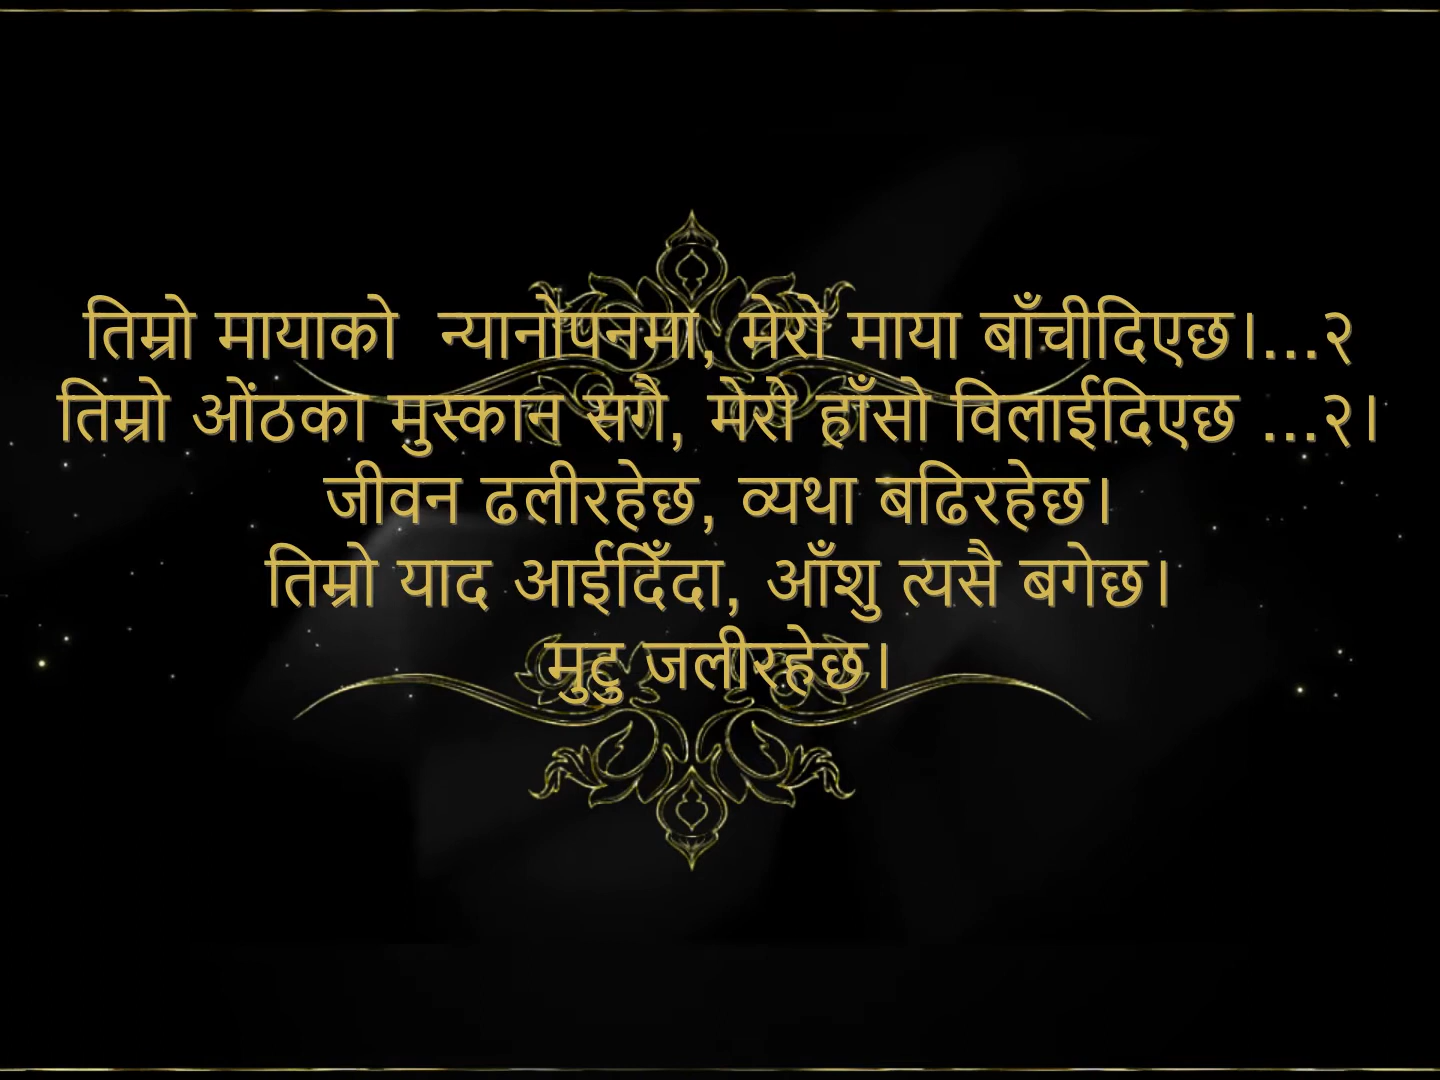 तिम्रो मायाको न्यानोपनमा, मेरो माया बाँचीदिएछ।...२
तिम्रो ओंठका मुस्कान सगै, मेरो हाँसो विलाईदिएछ ...२।
जीवन ढलीरहेछ, व्यथा बढिरहेछ।
तिम्रो याद आईदिँदा, आँशु त्यसै बगेछ।
मुटु जलीरहेछ।